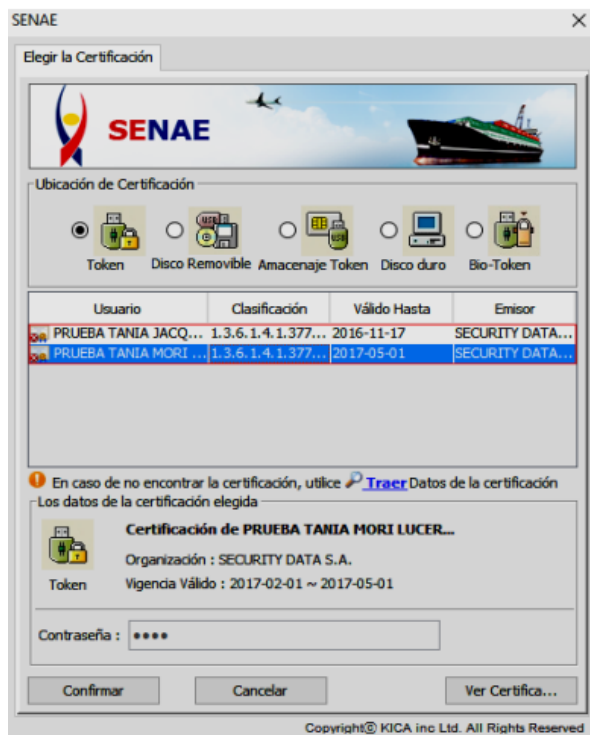 SENAE
Elegir la Certificación
SENAE
Ubicación de Certificación
Token Disco Removible Amacenaje Token Disco duro Bio-Token
Usuario Clasificación Válido Hasta Emisor
PRUEBA TANIA JACQ... 1.3.6.1.4.1.377... 2016-11-17 SECURITY DATA...
PRUEBA TANIA MORI ... 1.3.6.1.4.1.377... 2017-05-01 SECURITY DATA...
En caso de no encontrar la certificación, utilice Traer Datos de la certificación
Los datos de la certificación elegida
Certificación de PRUEBA TANIA MORI LUCER...
Organización : SECURITY DATA S.A.
Token Vigencia Válido : 2017-02-01 ~ 2017-05-01
Contraseña : ••••
Confirmar Cancelar Ver Certifica...
Copyright© KICA inc Ltd. All Rights Reserved